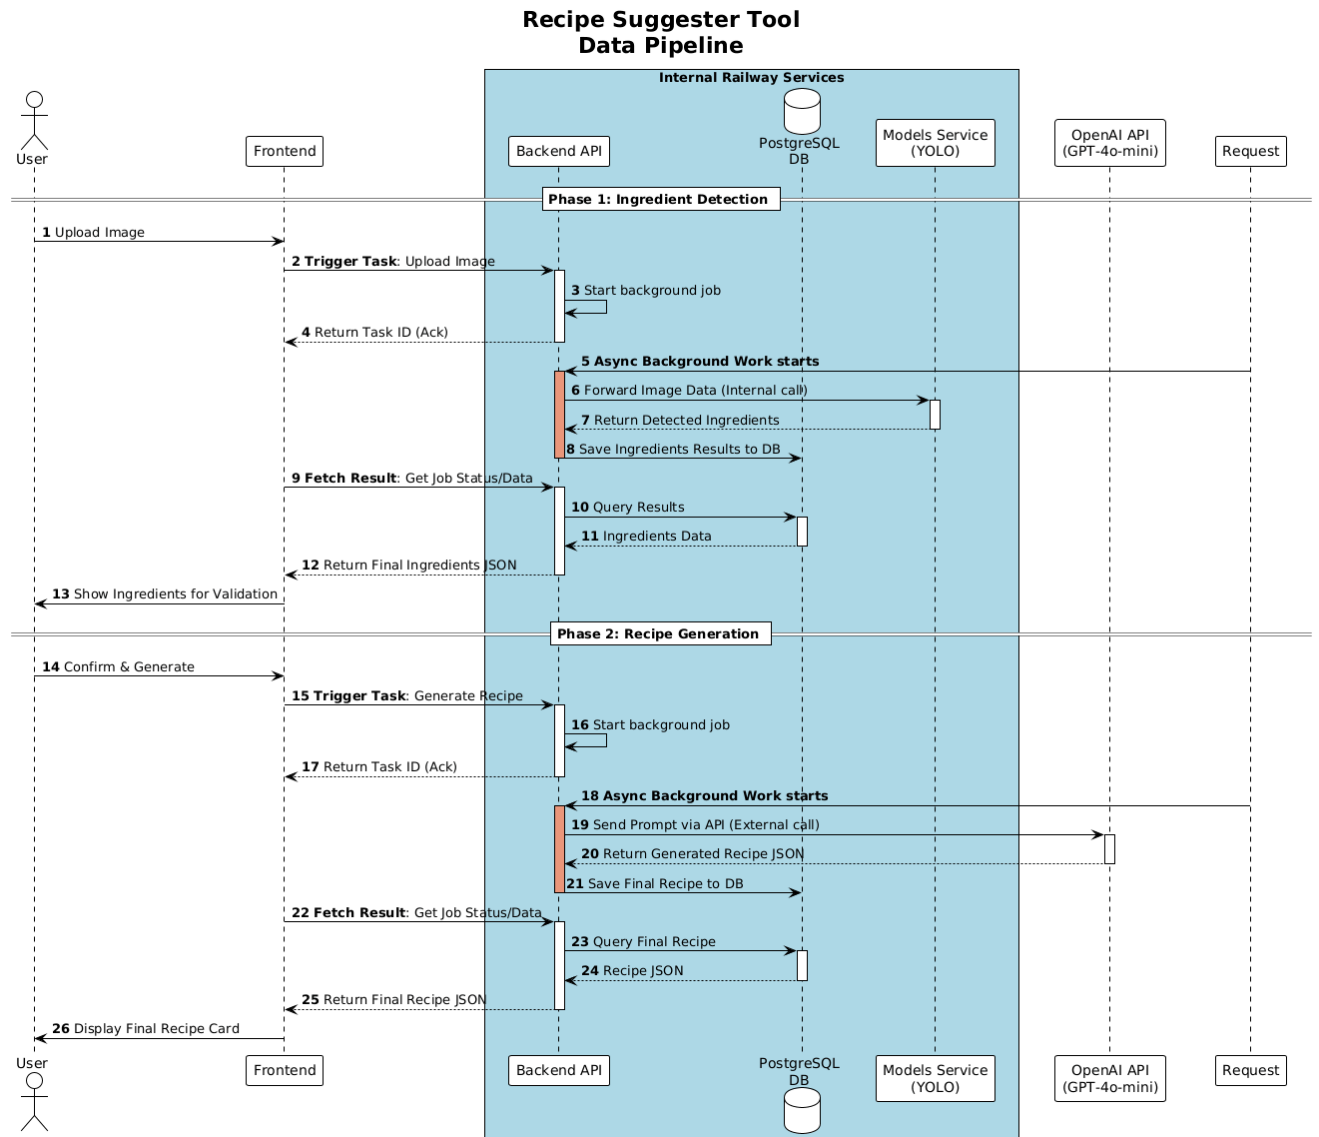 Recipe Suggester Tool
Data Pipeline
Internal Railway Services
User
Frontend
Backend API
PostgreSQL
DB
Models Service
(YOLO)
OpenAI API
(GPT-4o-mini)
Request
Phase 1: Ingredient Detection
1 Upload Image
2 Trigger Task: Upload Image
3 Start background job
4 Return Task ID (Ack)
5 Async Background Work starts
6 Forward Image Data (Internal call)
7 Return Detected Ingredients
8 Save Ingredients Results to DB
9 Fetch Result: Get Job Status/Data
10 Query Results
11 Ingredients Data
12 Return Final Ingredients JSON
13 Show Ingredients for Validation
Phase 2: Recipe Generation
14 Confirm & Generate
15 Trigger Task: Generate Recipe
16 Start background job
17 Return Task ID (Ack)
18 Async Background Work starts
19 Send Prompt via API (External call)
20 Return Generated Recipe JSON
21 Save Final Recipe to DB
22 Fetch Result: Get Job Status/Data
23 Query Final Recipe
24 Recipe JSON
25 Return Final Recipe JSON
26 Display Final Recipe Card
User
Frontend
Backend API
PostgreSQL
DB
Models Service
(YOLO)
OpenAI API
(GPT-4o-mini)
Request